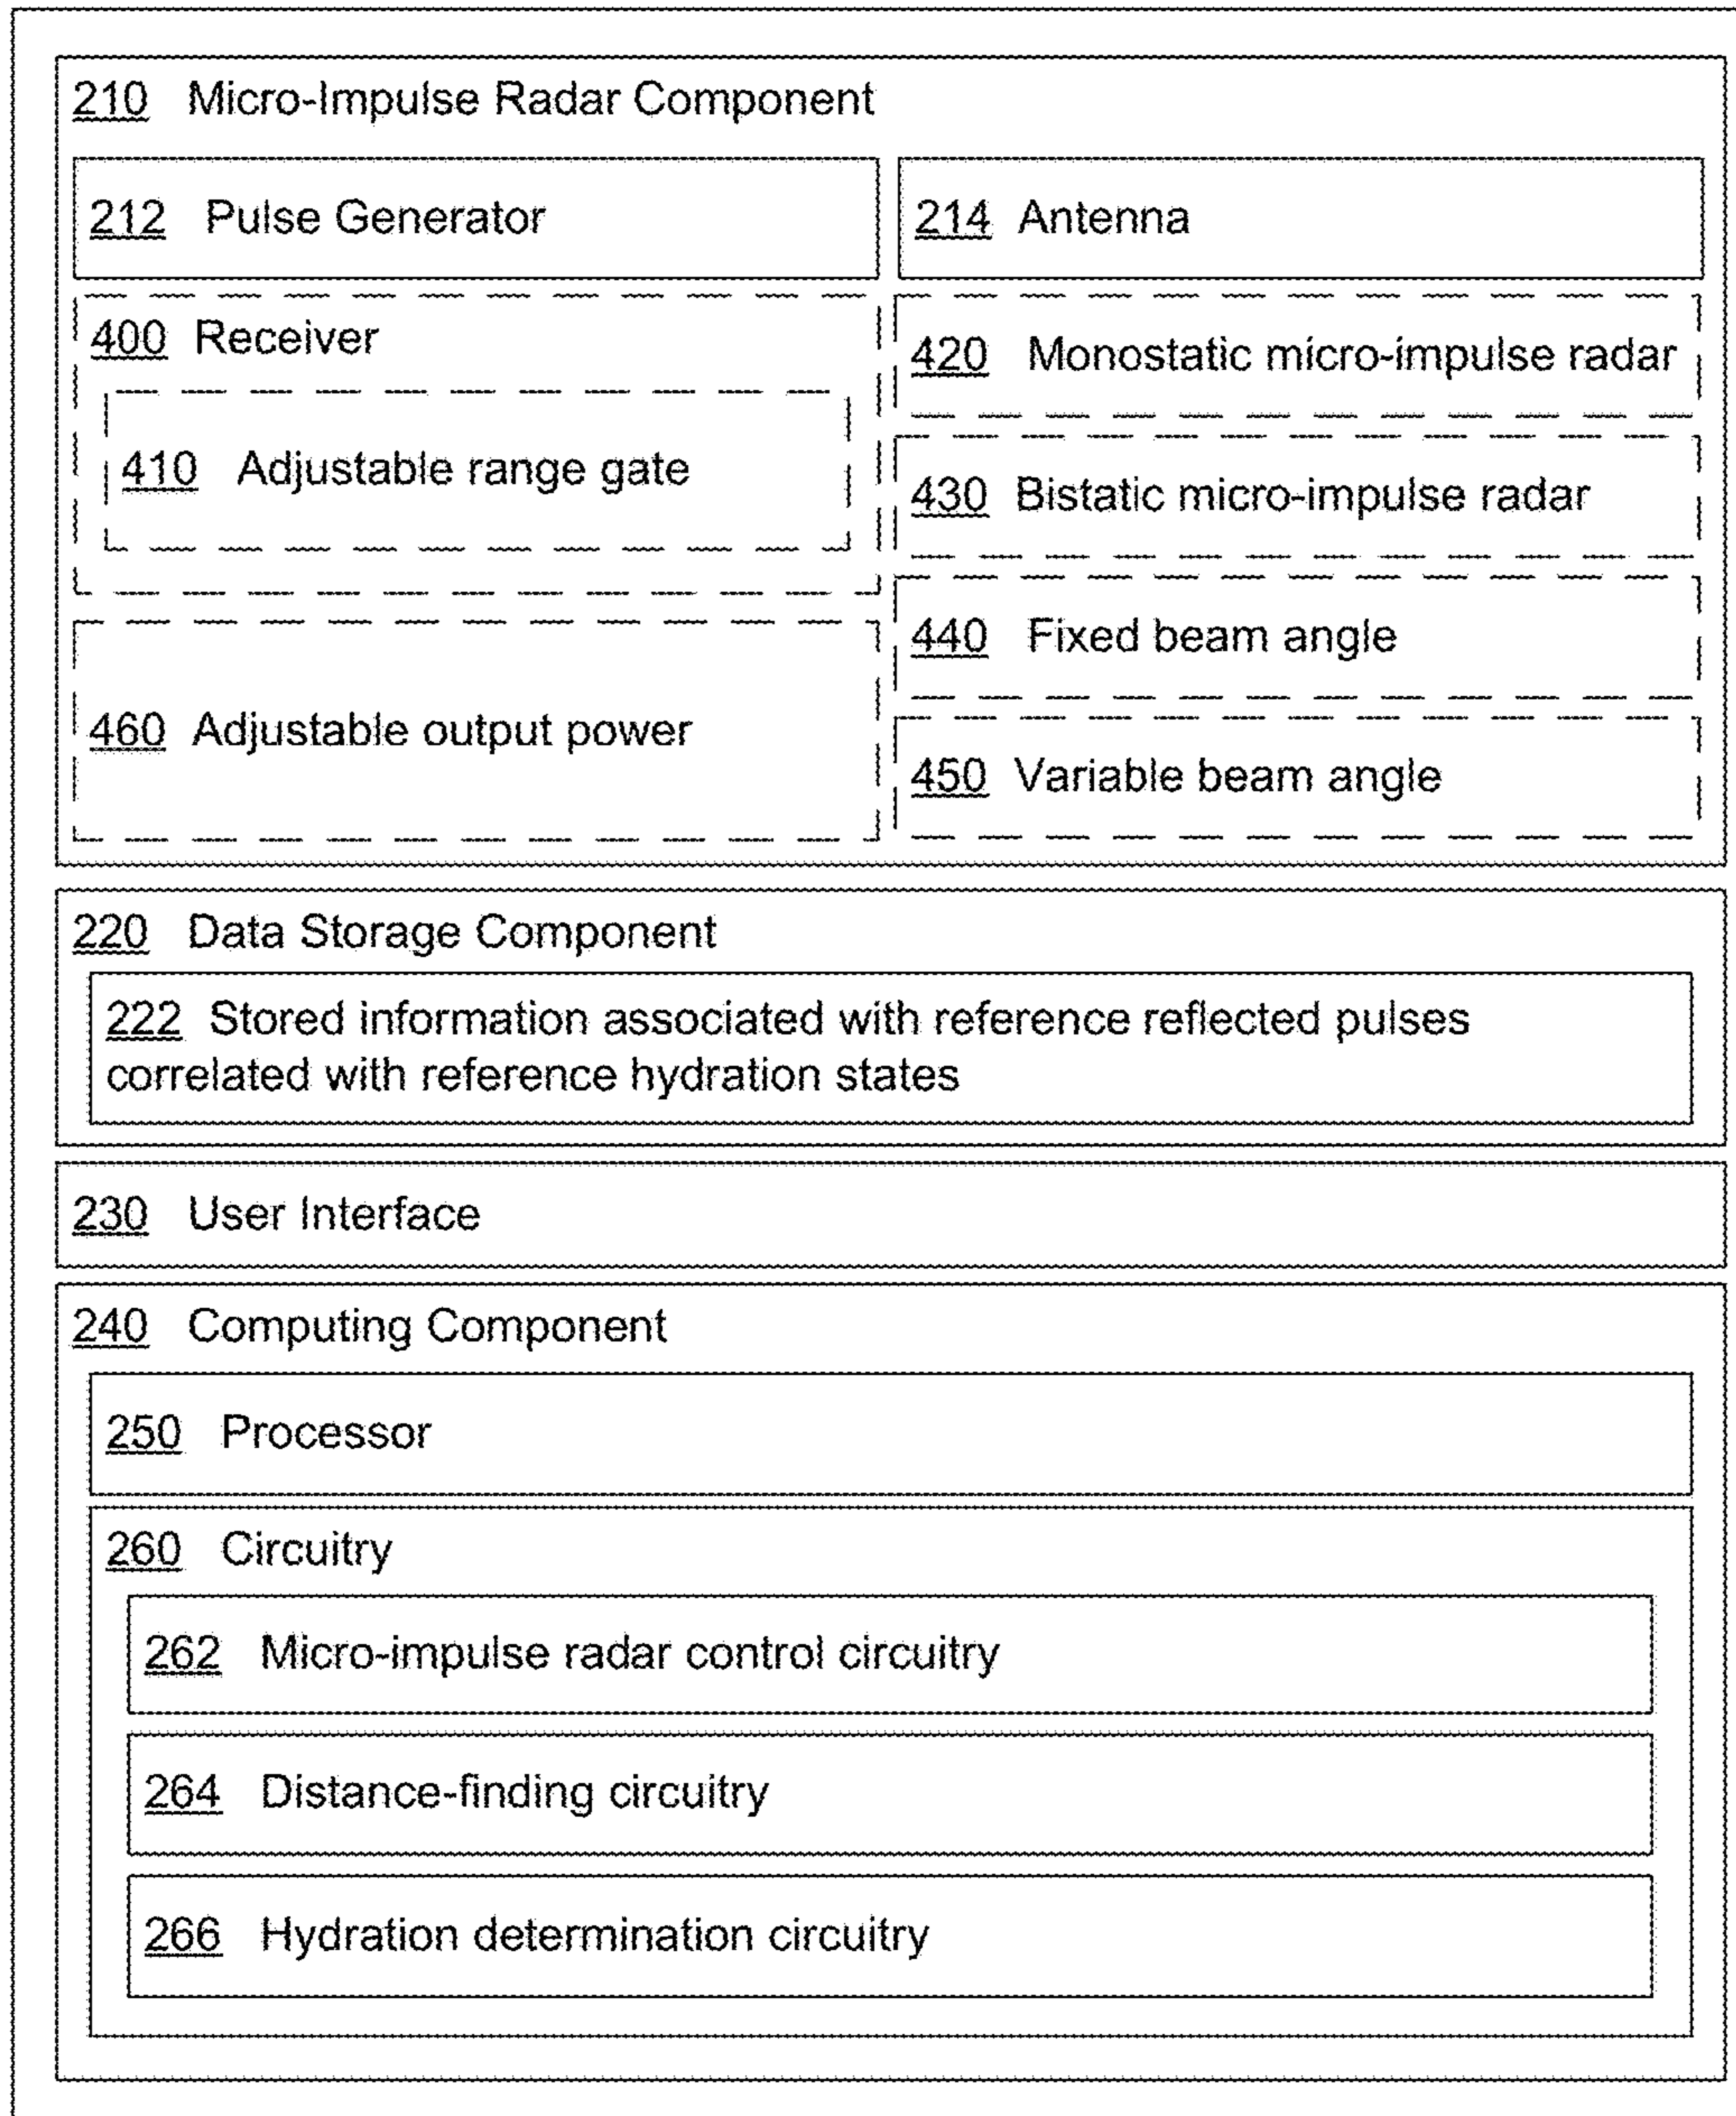 210 Micro-Impulse Radar Component
212 Pulse Generator
214 Antenna
400 Receiver
410 Adjustable range gate
460 Adjustable output power
420 Monostatic micro-impulse radar
430 Bistatic micro-impulse radar
440 Fixed beam angle
450 Variable beam angle
220 Data Storage Component
222 Stored information associated with reference reflected pulses
correlated with reference hydration states
230 User Interface
240 Computing Component
250 Processor
260 Circuitry
262 Micro-impulse radar control circuitry
264 Distance-finding circuitry
266 Hydration determination circuitry